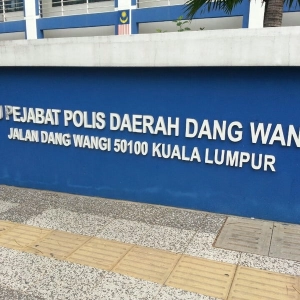 PEJABAT POLIS DAERAH DANG WAN
JALAN DANG WANGI 50100 KUALA LUMPUR